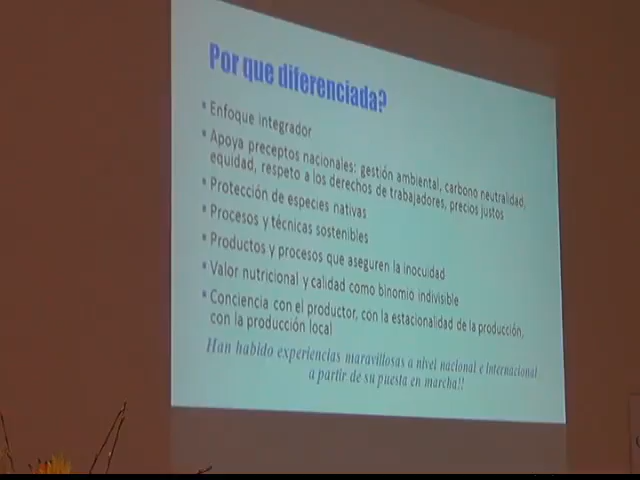 Por que diferenciada?
• Enfoque integrador
• Apoya preceptos nacionales: gestión ambiental, carbono neutralidad,
equidad, respeto a los derechos de trabajadores, precios justos
• Protección de especies nativas
• Procesos y técnicas sostenibles
• Productos y procesos que aseguren la inocuidad
• Valor nutricional y calidad como binomio indivisible
• Conciencia con el productor, con la estacionalidad de la producción,
con la producción local
Han habido experiencias maravillosas a nivel nacional e internacional
a partir de su puesta en marcha!!